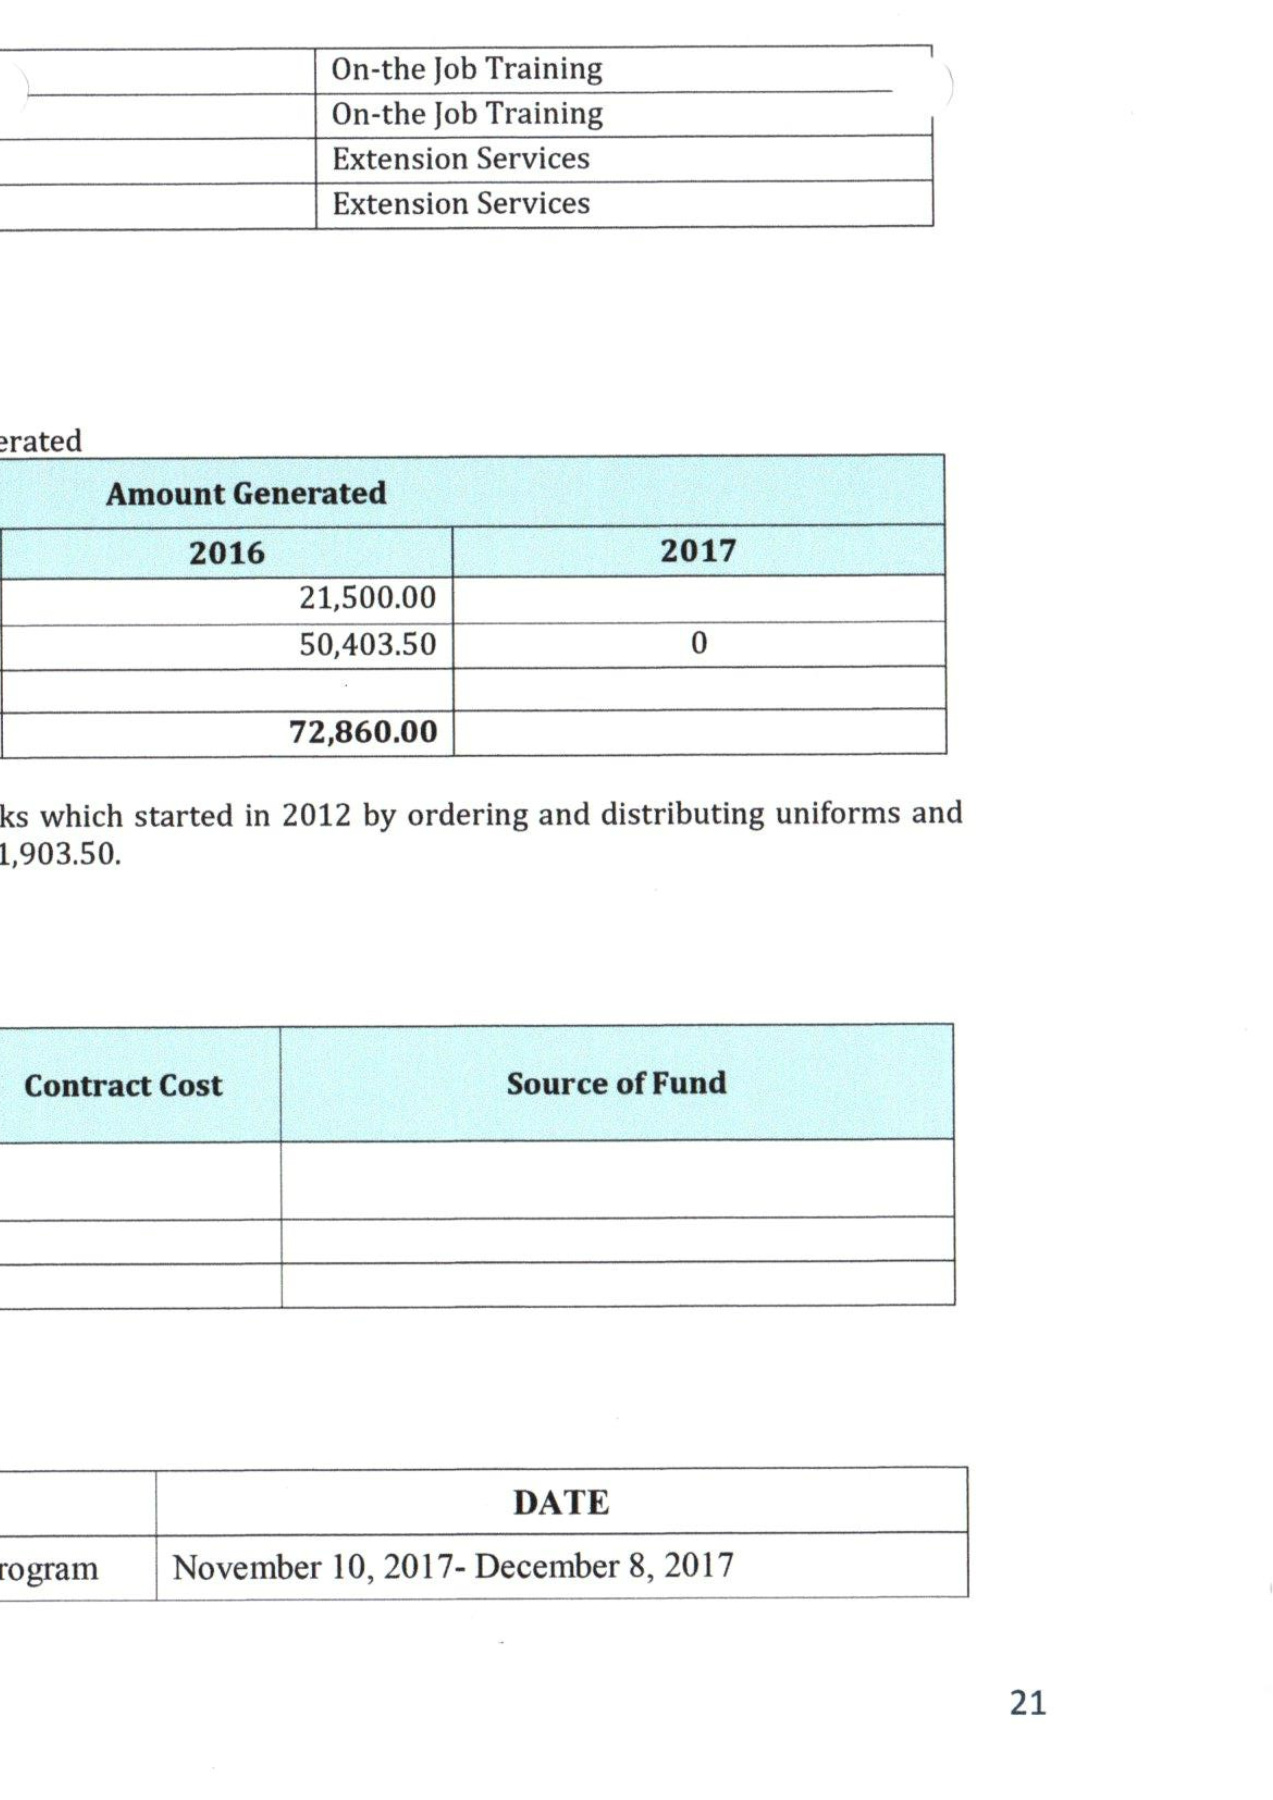 On-the Job Training
On-the Job Training
Extension Services
Extension Services
erated
Amount Generated
2016 2017
21,500.00
50,403.50 0
72,860.00
ks which started in 2012 by ordering and distributing uniforms and
1,903.50.
Contract Cost Source of Fund
DATE
rogram November 10, 2017- December 8, 2017
21